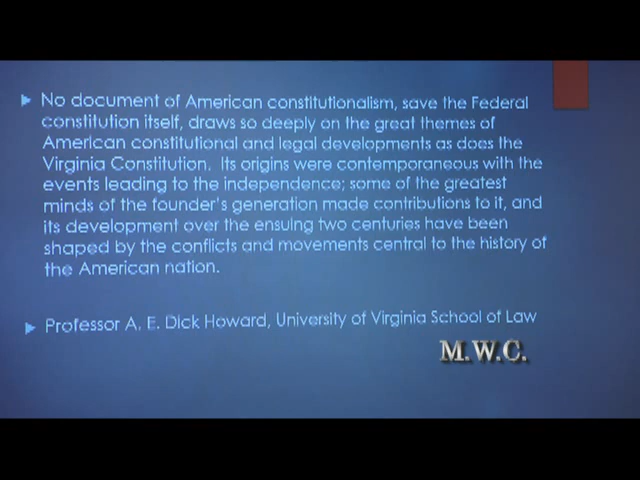 No document of American constitutionalism, save the Federal
constitution itself, draws so deeply on the great themes of
American constitutional and legal developments as does the
Virginia Constitution. Its origins were contemporaneous with the
events leading to the independence; some of the greatest
minds of the founder's generation made contributions to it, and
its development over the ensuing two centuries have been
shaped by the conflicts and movements central to the history of
the American nation.
Professor A. E. Dick Howard, University of Virginia School of Law
M.W.C.